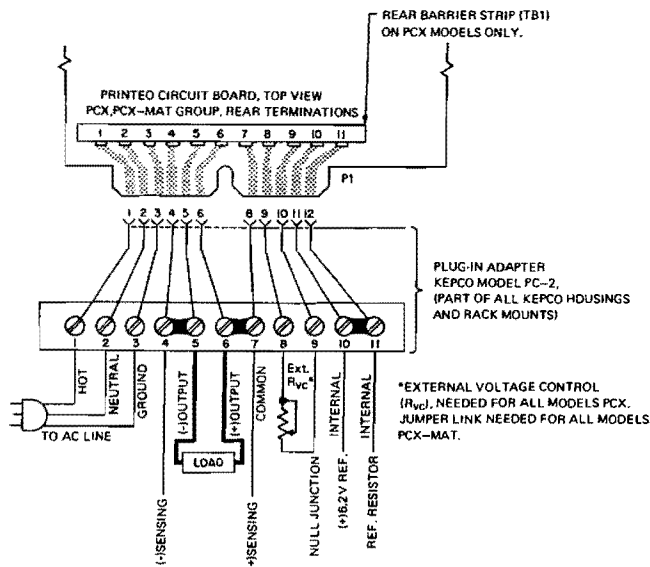 REAR BARRIER STRIP (TB1)
ON PCX MODELS ONLY.
PRINTEO CIRCUIT BOARD, TOP VIEW
PCX,PCX-MAT GROUP, REAR TERMINATIONS
1 2 3 4 5 6 7 8 9 10 11
P1
1 2 3 4 5 6 8 9 10 11 12
PLUG-IN ADAPTER
KEPCO MODEL PC-2,
(PART OF ALL KEPCO HOUSINGS
AND RACK MOUNTS)
1 2 3 4 5 6 7 8 9 10 11
HOT
NEUTRAL
GROUND
TO AC LINE
(-)SENSING
(-)OUTPUT
LOAD
(+)OUTPUT
+)SENSING
COMMON
Ext.
RVC*
NULL JUNCTION
(+)6.2V REF.
INTERNAL
REF. RESISTOR
INTERNAL
*EXTERNAL VOLTAGE CONTROL
(RVC), NEEDED FOR ALL MODELS PCX.
JUMPER LINK NEEDED FOR ALL MODELS
PCX-MAT.